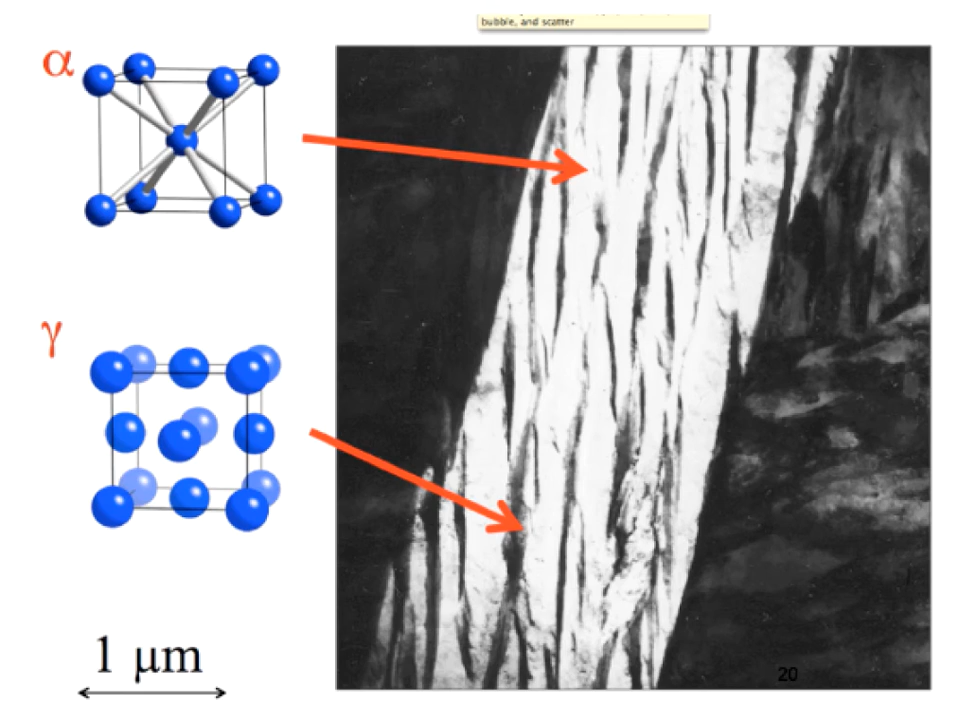 bubble, and scatter
α
γ
1 μm
20